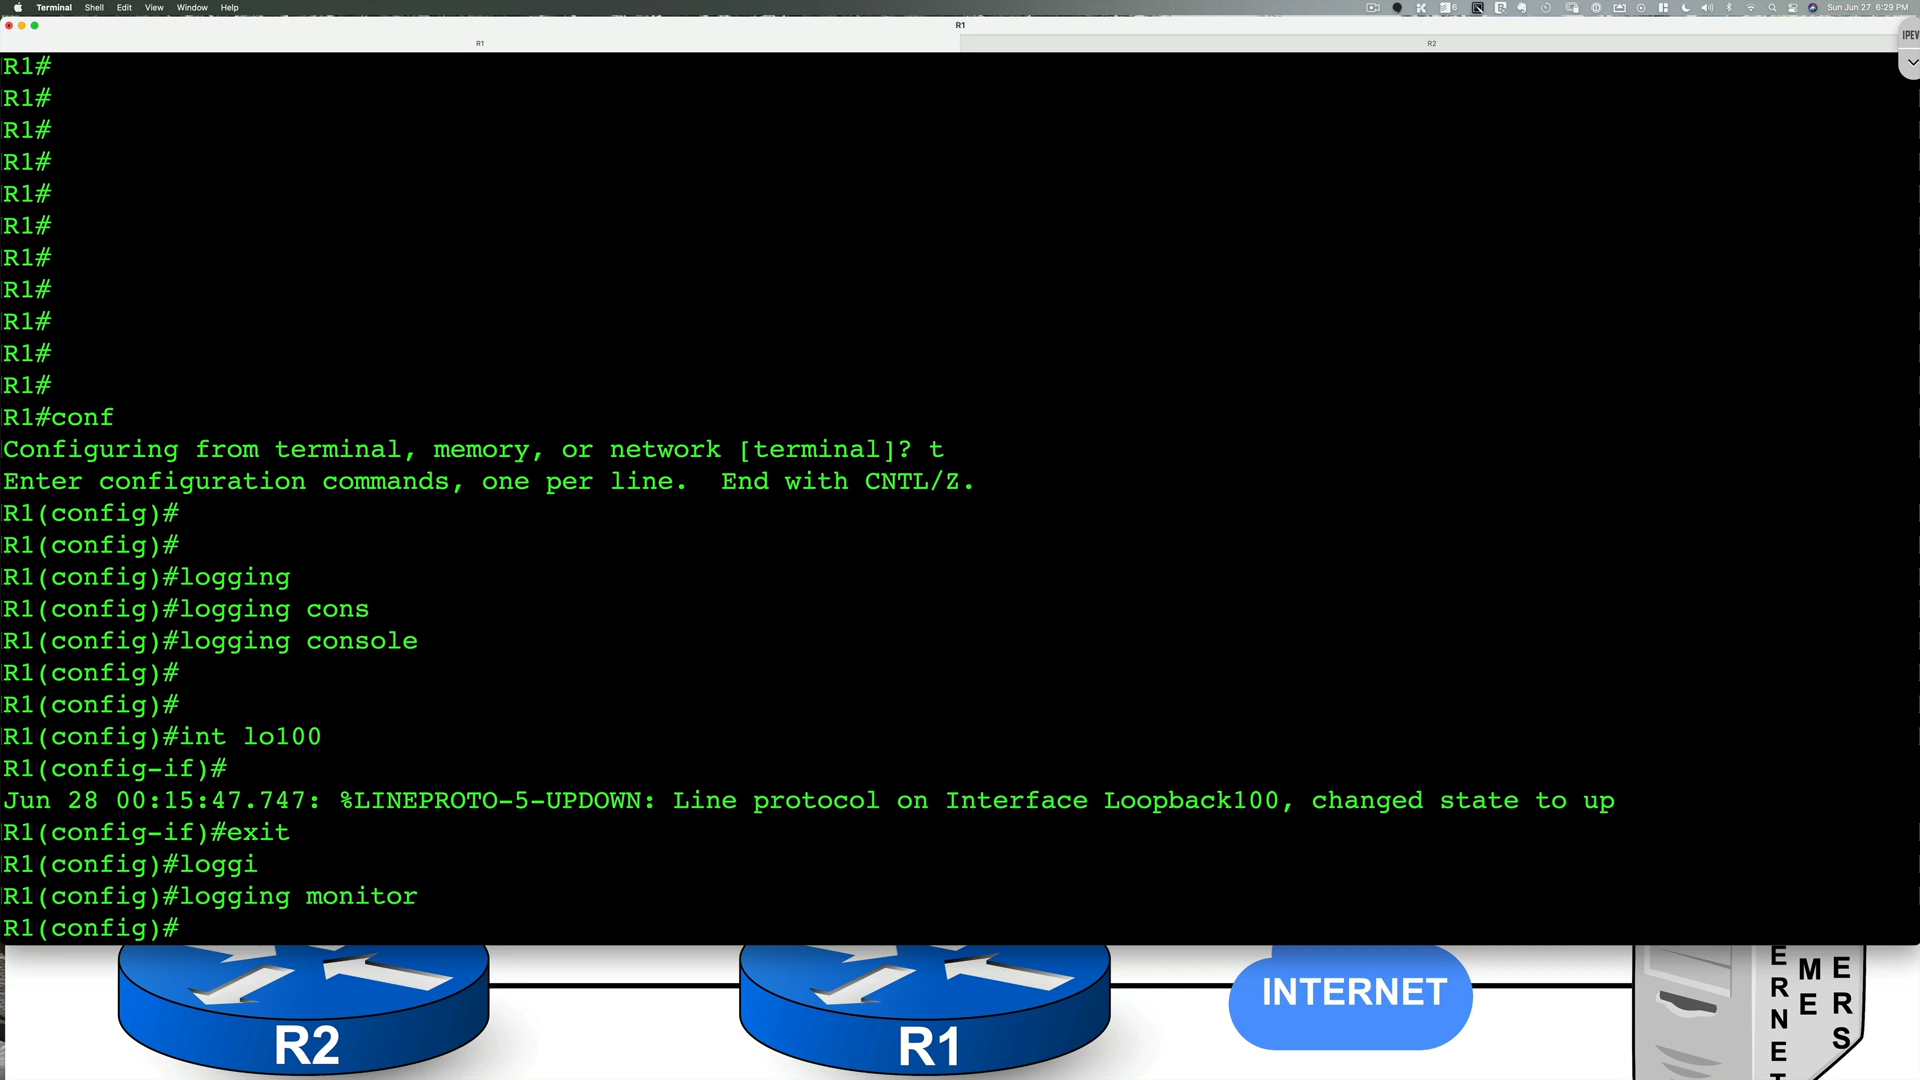 Terminal Shell Edit View Window Help
6 Sun Jun 27 6:29 PM
R1
R1 R2
IPEV
R1#
R1#
R1#
R1#
R1#
R1#
R1#
R1#
R1#
R1#
R1#
R1#conf
Configuring from terminal, memory, or network [terminal]? t
Enter configuration commands, one per line.  End with CNTL/Z.
R1(config)#
R1(config)#
R1(config)#logging
R1(config)#logging cons
R1(config)#logging console
R1(config)#
R1(config)#
R1(config)#int lo100
R1(config-if)#
Jun 28 00:15:47.747: %LINEPROTO-5-UPDOWN: Line protocol on Interface Loopback100, changed state to up
R1(config-if)#exit
R1(config)#loggi
R1(config)#logging monitor
R1(config)#
R2
R1
INTERNET
ERNET
ME
ERS